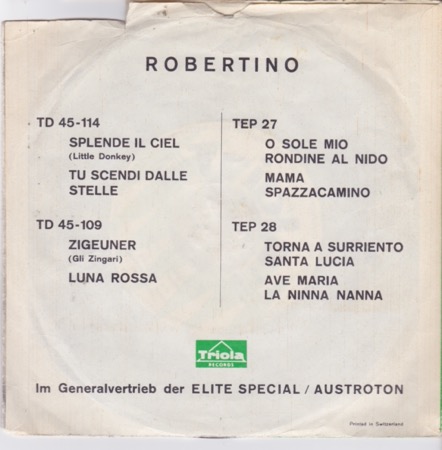 ROBERTINO
TD 45-114
SPLENDE IL CIEL
(Little Donkey)
TU SCENDI DALLE
STELLE
TD 45-109
ZIGEUNER
(Gli Zingari)
LUNA ROSSA
TEP 27
O SOLE MIO
RONDINE AL NIDO
MAMA
SPAZZACAMINO
TEP 28
TORNA A SURRIENTO
SANTA LUCIA
AVE MARIA
LA NINNA NANNA
Triola
RECORDS
Im Generalvertrieb der ELITE SPECIAL / AUSTROTON
Printed in Switzerland